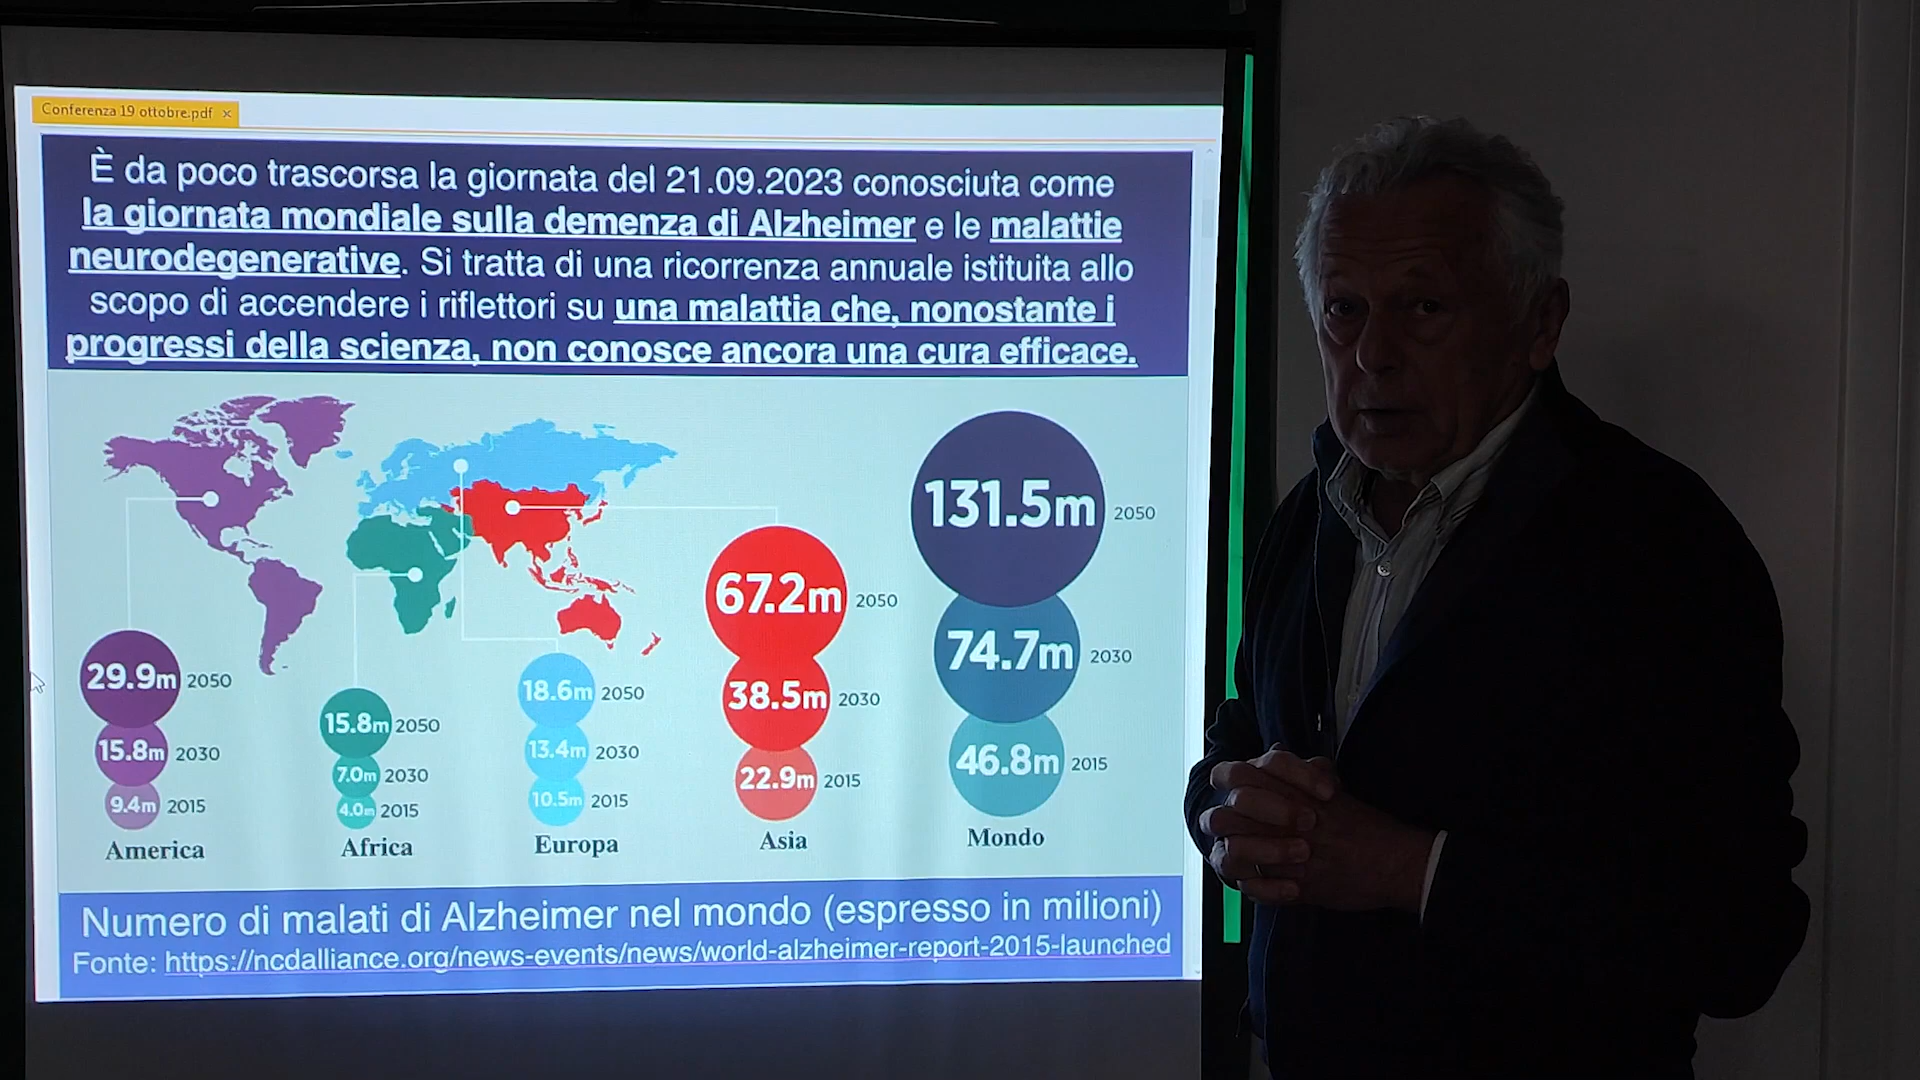 Conferenza 19 ottobre.pdf ×
È da poco trascorsa la giornata del 21.09.2023 conosciuta come
la giornata mondiale sulla demenza di Alzheimer e le malattie
neurodegenerative. Si tratta di una ricorrenza annuale istituita allo
scopo di accendere i riflettori su una malattia che, nonostante i
progressi della scienza, non conosce ancora una cura efficace.
29.9m 2050
15.8m 2030
9.4m 2015
America
15.8m 2050
7.0m 2030
4.0m 2015
Africa
18.6m 2050
13.4m 2030
10.5m 2015
Europa
67.2m 2050
38.5m 2030
22.9m 2015
Asia
131.5m 2050
74.7m 2030
46.8m 2015
Mondo
Numero di malati di Alzheimer nel mondo (espresso in milioni)
Fonte: https://ncdalliance.org/news-events/news/world-alzheimer-report-2015-launched